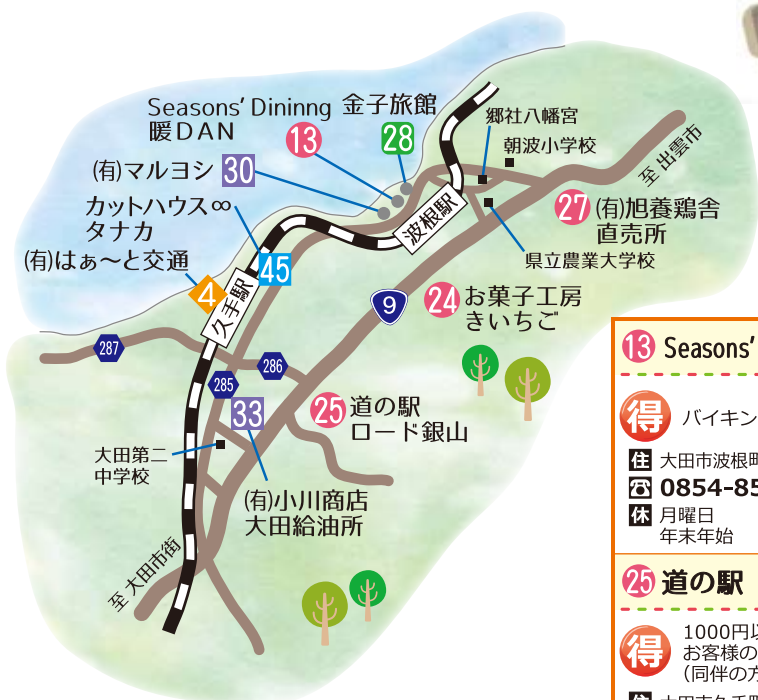 Seasons' Dininng
暖DAN
13
金子旅館
28
郷社八幡宮
朝波小学校
至 出雲市
(有)マルヨシ 30
カットハウス∞
タナカ
45
(有)はぁ〜と交通
4
久手駅
波根駅
27 (有)旭養鶏舎
直売所
県立農業大学校
9
24 お菓子工房
きいちご
287
286
285
33
25 道の駅
ロード銀山
大田第二
中学校
(有)小川商店
大田給油所
至 大田市街
13 Seasons'
得 バイキン
住 大田市波根町
☎ 0854-85
休 月曜日
年末年始
25 道の駅
得 1000円以
お客様の
(同伴の方
住 大田市久手町